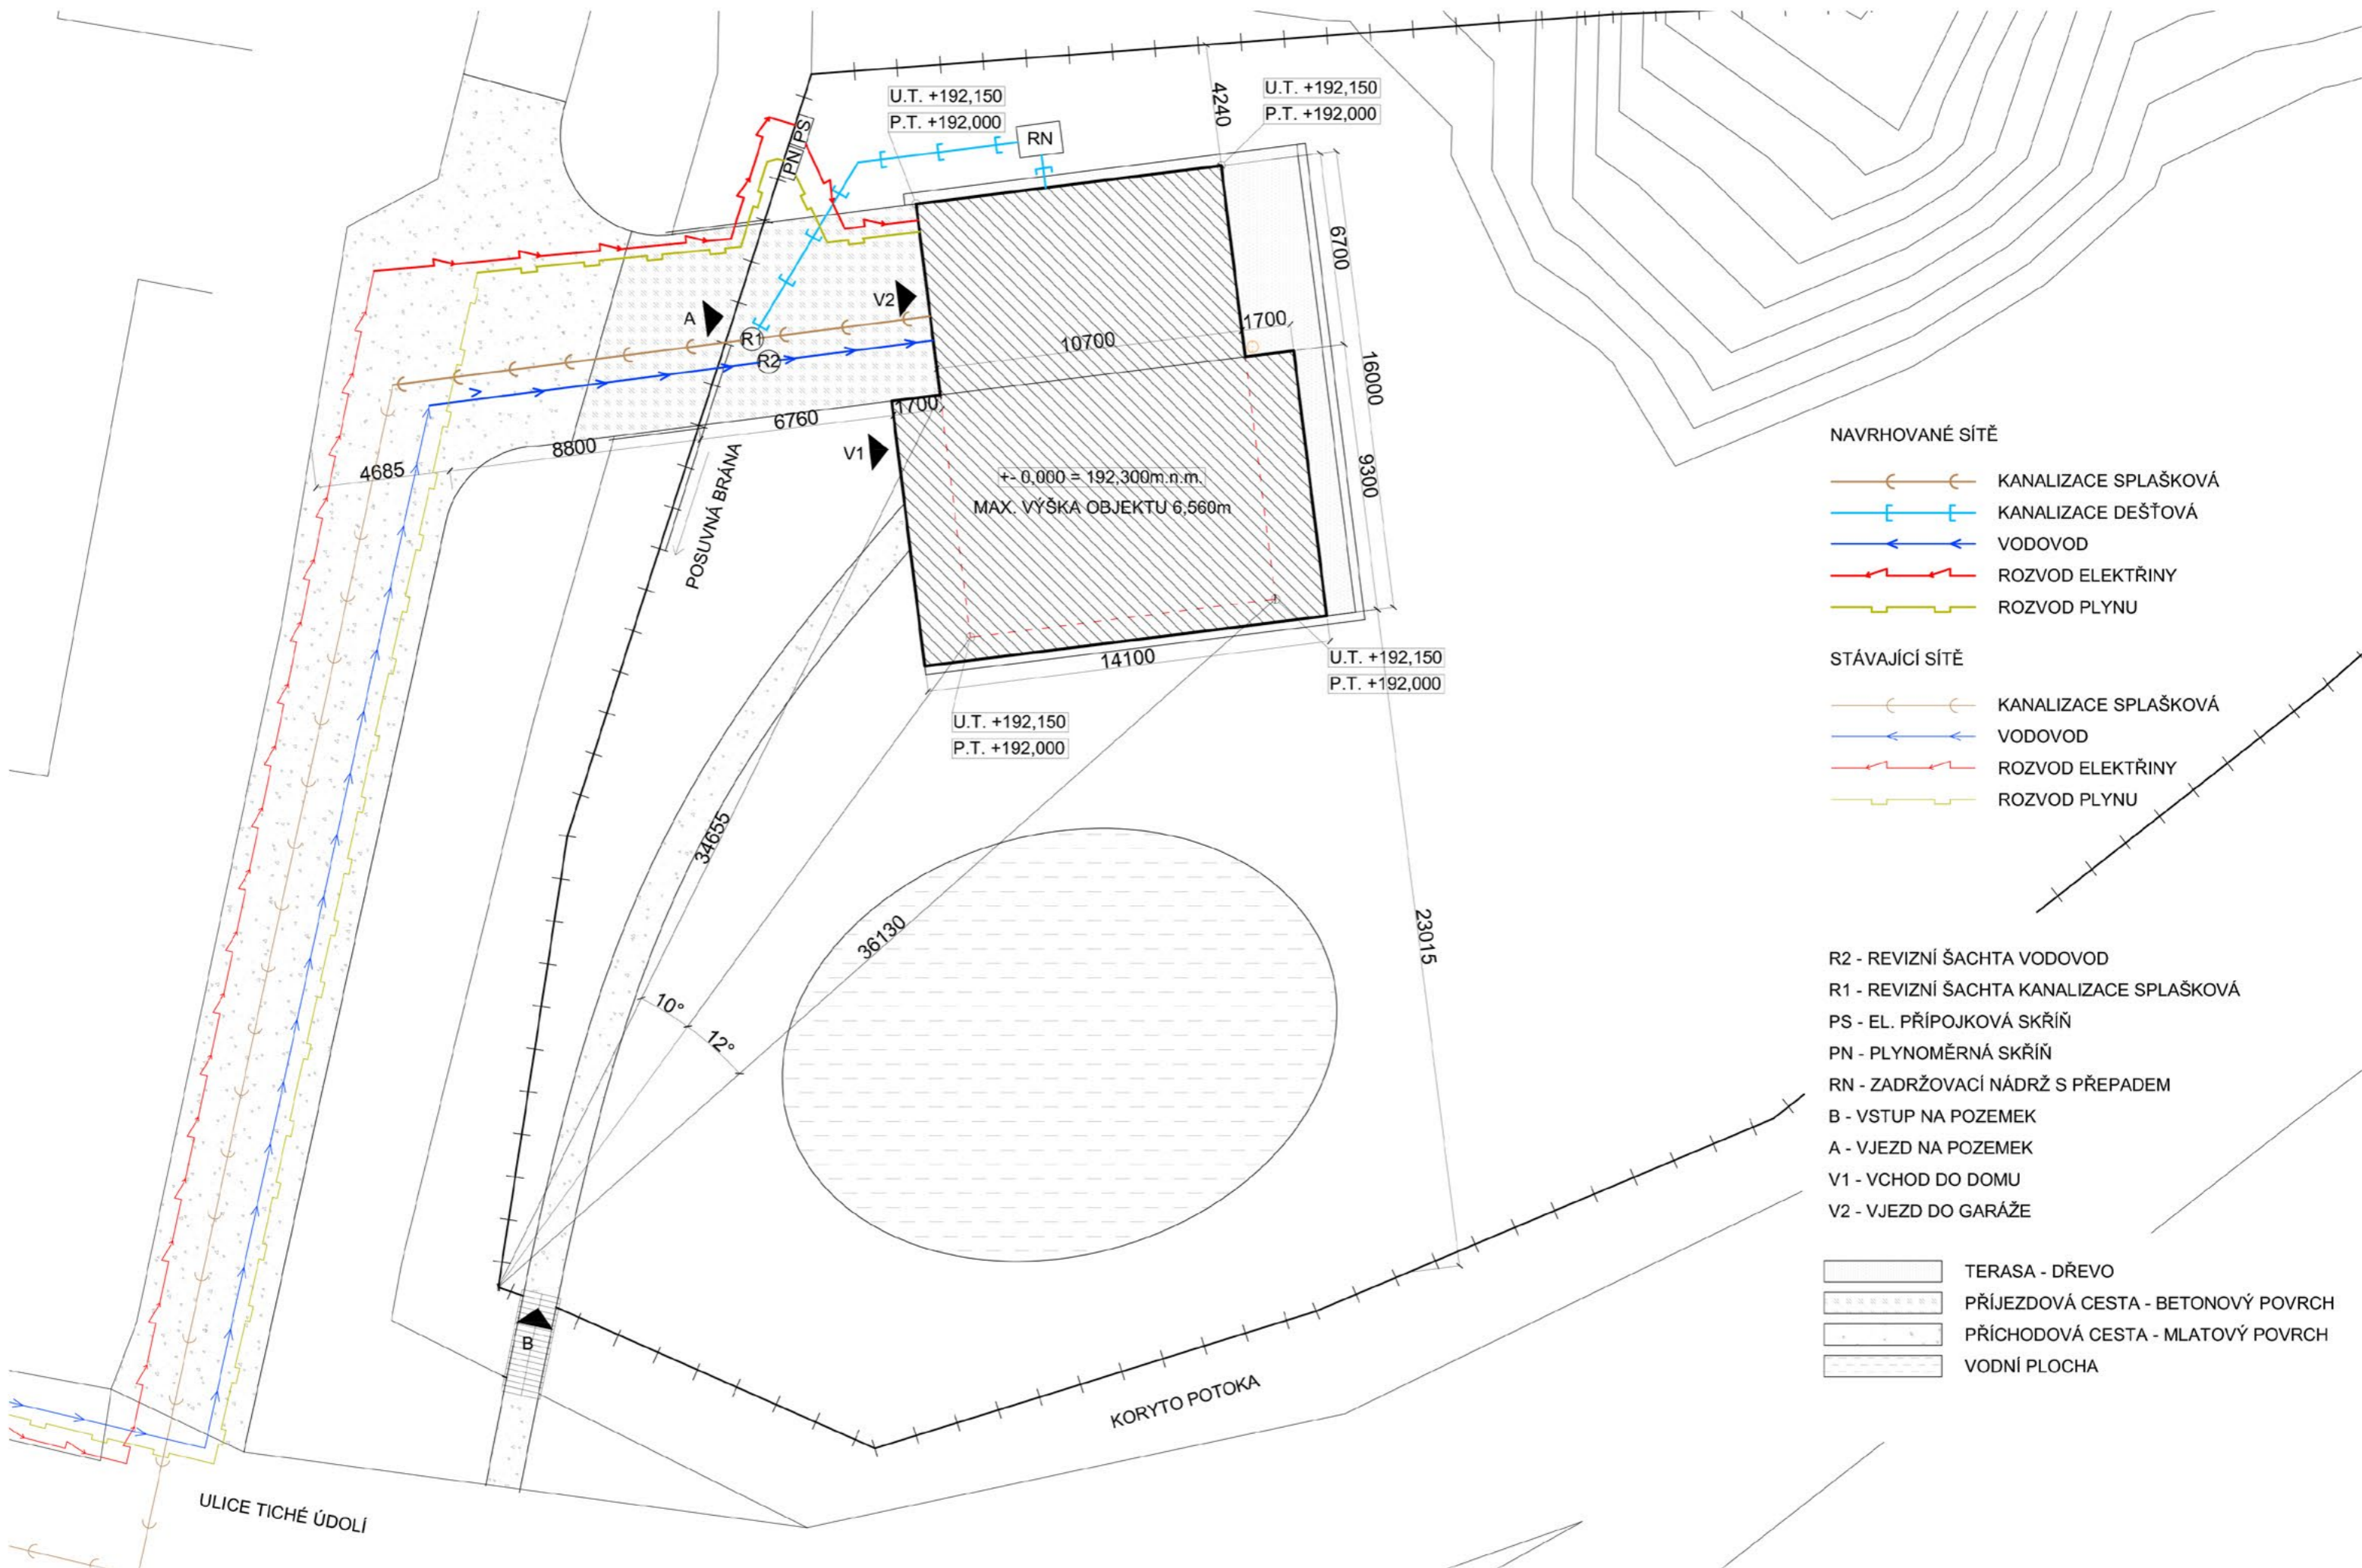 U.T. +192,150
P.T. +192,000
4240
U.T. +192,150
P.T. +192,000
PN
PS
RN
6700
A
V2
R1
R2
10700
1700
16000
1700
6760
8800
4685
V1
9300
POSUVNÁ BRÁNA
+- 0,000 = 192,300m.n.m.
MAX. VÝŠKA OBJEKTU 6,560m
14100
U.T. +192,150
P.T. +192,000
U.T. +192,150
P.T. +192,000
34655
36130
23015
10°
12°
B
KORYTO POTOKA
ULICE TICHÉ ÚDOLÍ
NAVRHOVANÉ SÍTĚ
KANALIZACE SPLAŠKOVÁ
KANALIZACE DEŠŤOVÁ
VODOVOD
ROZVOD ELEKTŘINY
ROZVOD PLYNU
STÁVAJÍCÍ SÍTĚ
KANALIZACE SPLAŠKOVÁ
VODOVOD
ROZVOD ELEKTŘINY
ROZVOD PLYNU
R2 - REVIZNÍ ŠACHTA VODOVOD
R1 - REVIZNÍ ŠACHTA KANALIZACE SPLAŠKOVÁ
PS - EL. PŘÍPOJKOVÁ SKŘÍŇ
PN - PLYNOMĚRNÁ SKŘÍŇ
RN - ZADRŽOVACÍ NÁDRŽ S PŘEPADEM
B - VSTUP NA POZEMEK
A - VJEZD NA POZEMEK
V1 - VCHOD DO DOMU
V2 - VJEZD DO GARÁŽE
TERASA - DŘEVO
PŘÍJEZDOVÁ CESTA - BETONOVÝ POVRCH
PŘÍCHODOVÁ CESTA - MLATOVÝ POVRCH
VODNÍ PLOCHA